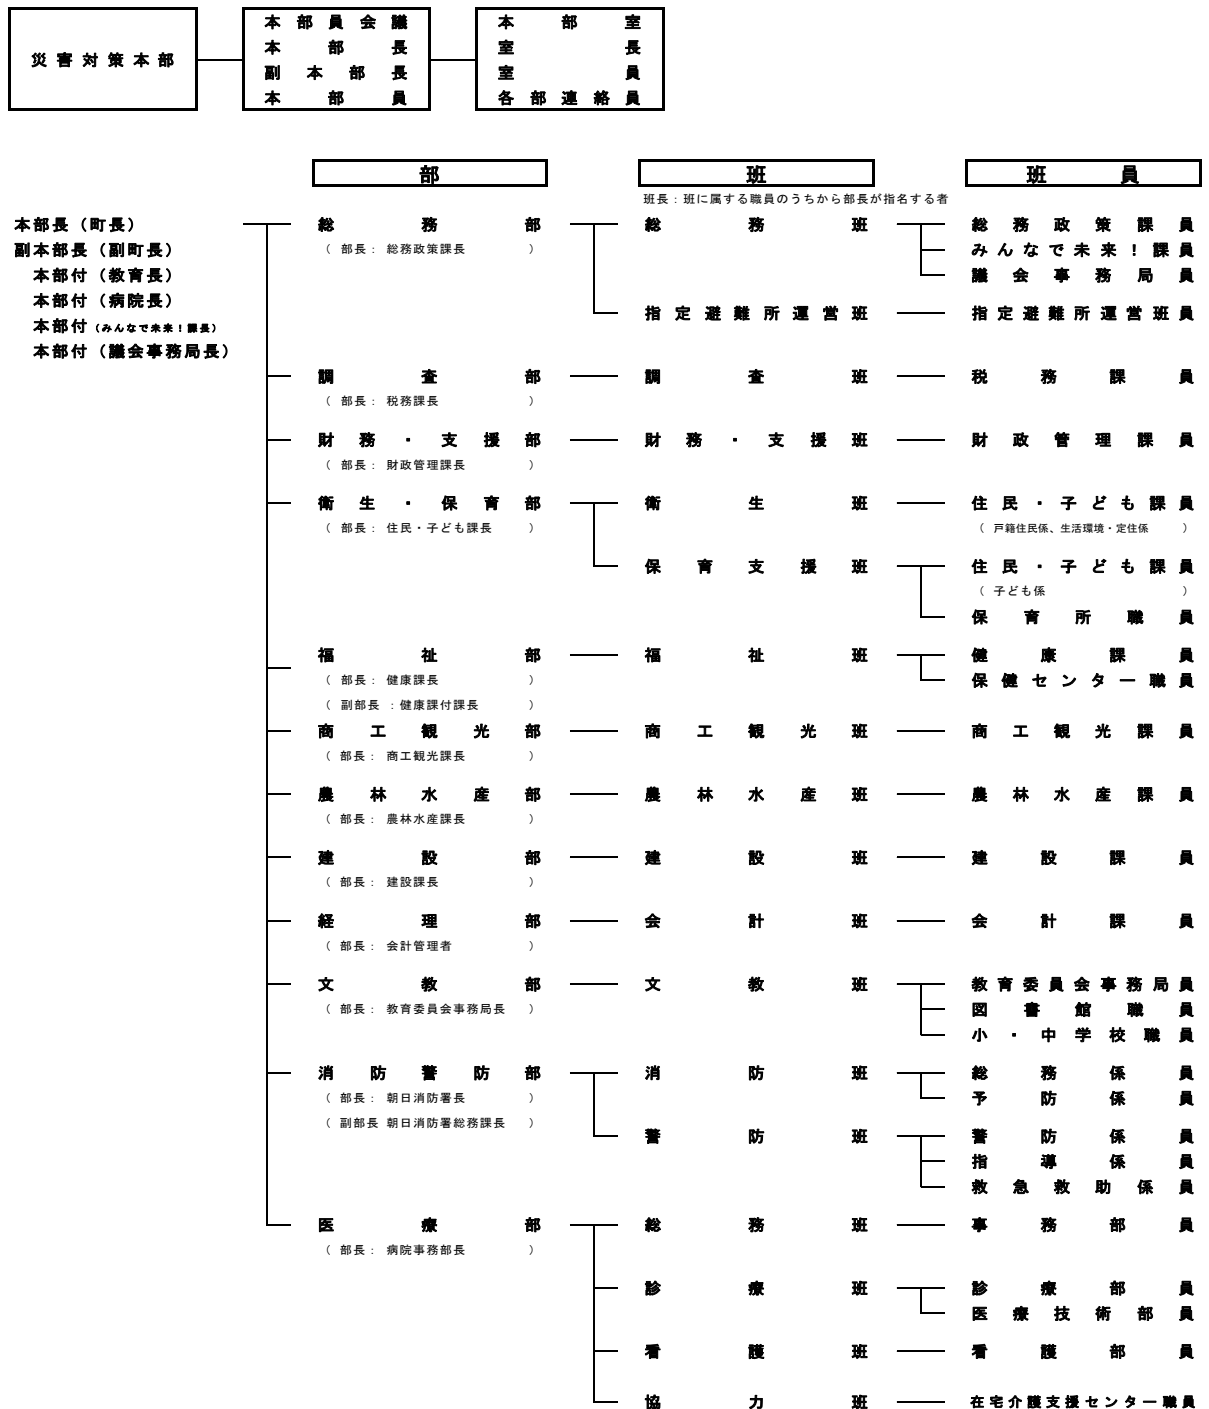 災害対策本部
本部員会議
本部長
副本部長
本部員
本部室
室長
室員
各部連絡員
部
班
班員
班長：班に属する職員のうちから部長が指名する者
本部長（町長）
副本部長（副町長）
本部付（教育長）
本部付（病院長）
本部付（みんなで未来！課長）
本部付（議会事務局長）
総務部
（部長：総務政策課長）
総務班
総務政策課員
みんなで未来！課員
議会事務局員
指定避難所運営班
指定避難所運営班員
調査部
（部長：税務課長）
調査班
税務課員
財務・支援部
（部長：財政管理課長）
財務・支援班
財政管理課員
衛生・保育部
（部長：住民・子ども課長）
衛生班
住民・子ども課員
（戸籍住民係、生活環境・定住係）
保育支援班
住民・子ども課員
（子ども係）
保育所職員
福祉部
（部長：健康課長）
（副部長：健康課付課長）
福祉班
健康課員
保健センター職員
商工観光部
（部長：商工観光課長）
商工観光班
商工観光課員
農林水産部
（部長：農林水産課長）
農林水産班
農林水産課員
建設部
（部長：建設課長）
建設班
建設課員
経理部
（部長：会計管理者）
会計班
会計課員
文教部
（部長：教育委員会事務局長）
文教班
教育委員会事務局員
図書館職員
小・中学校職員
消防警防部
（部長：朝日消防署長）
（副部長 朝日消防署総務課長）
消防班
総務係員
予防係員
警防班
警防係員
指導係員
救急救助係員
医療部
（部長：病院事務部長）
総務班
事務部員
診療班
診療部員
医療技術部員
看護班
看護部員
協力班
在宅介護支援センター職員